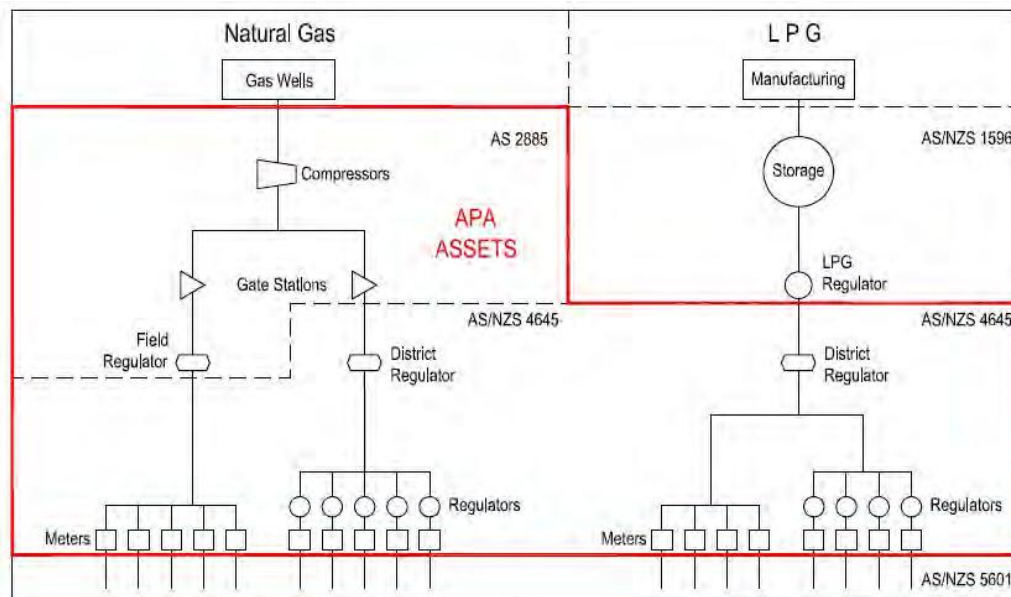 Natural Gas
L P G
Gas Wells
Manufacturing
AS 2885
AS/NZS 1596
Compressors
Storage
APA
ASSETS
LPG
Regulator
Gate Stations
AS/NZS 4645
AS/NZS 4645
Field
Regulator
District
Regulator
District
Regulator
Regulators
Regulators
Meters
Meters
AS/NZS 5601